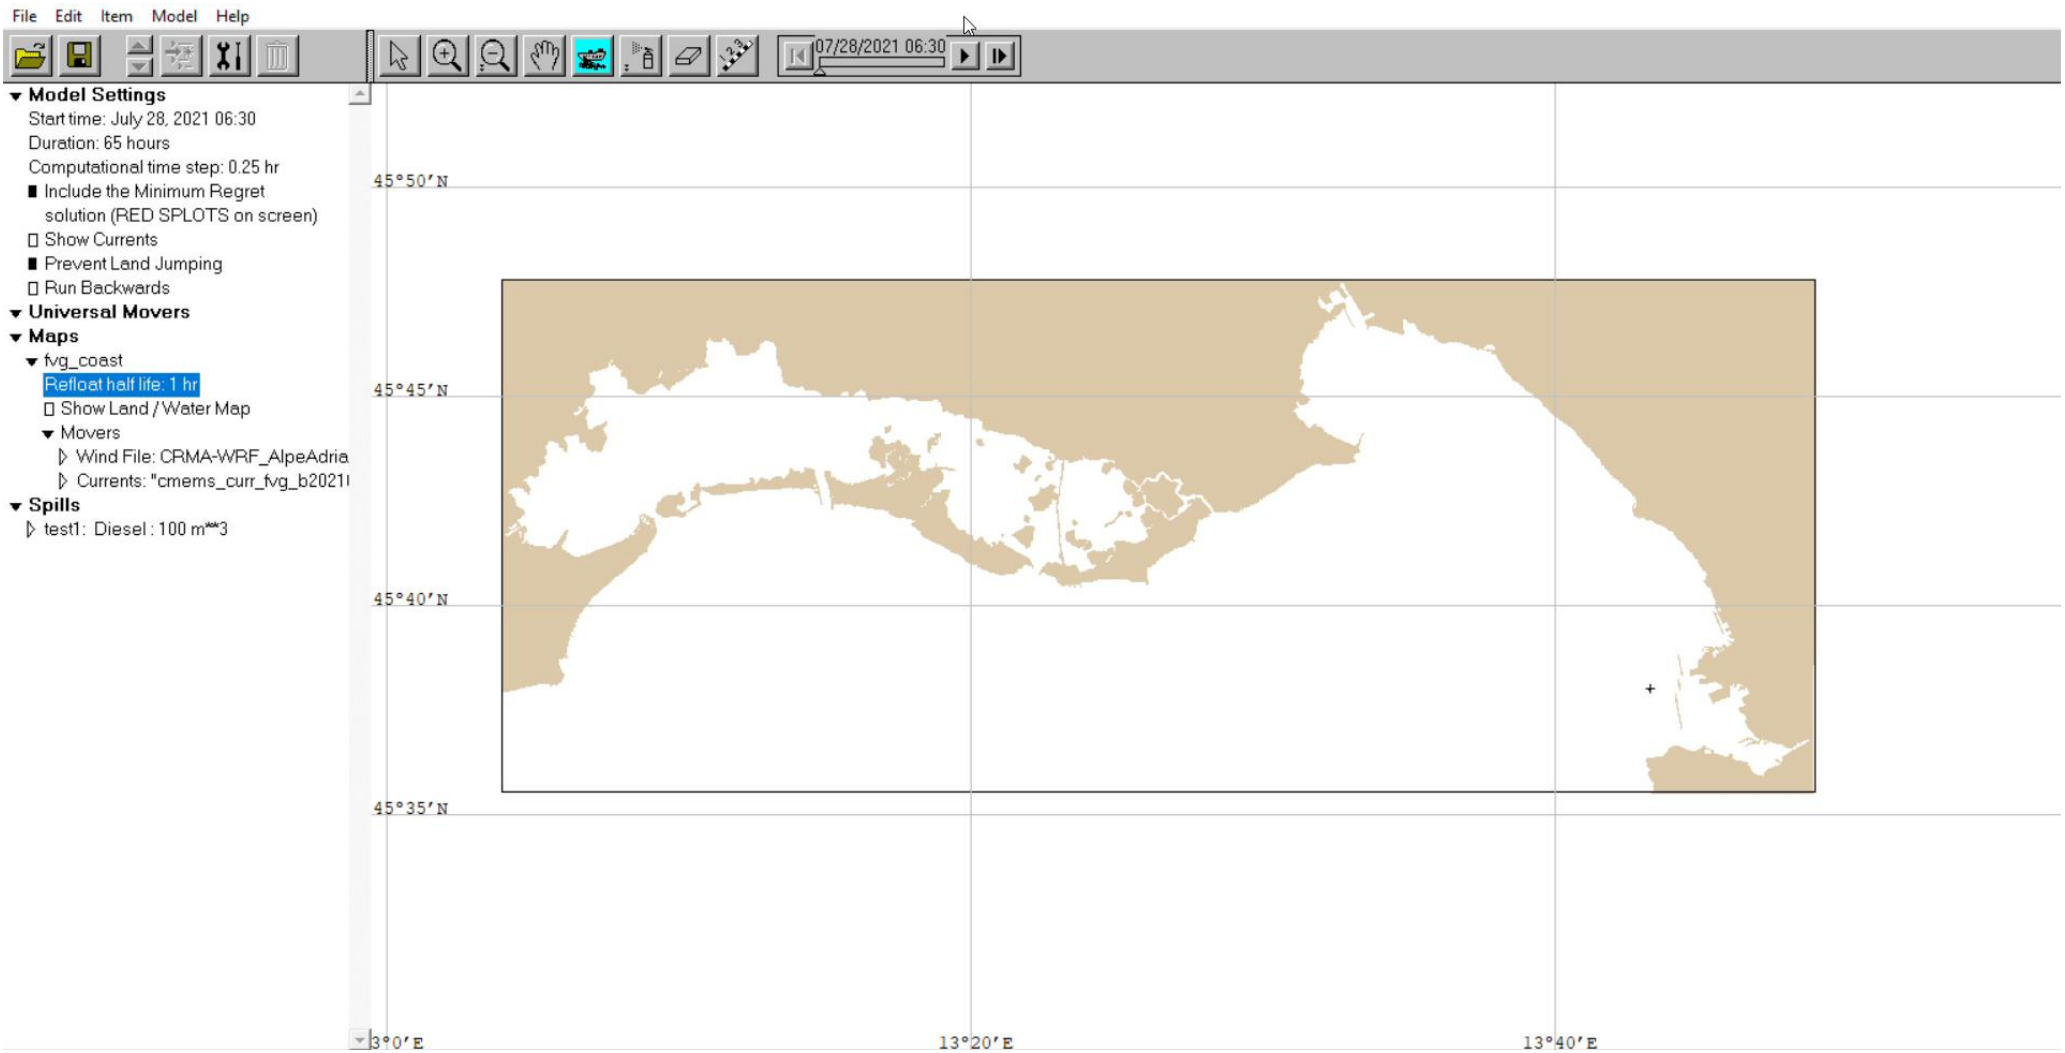 File Edit Item Model Help
07/28/2021 06:30
Model Settings
Start time: July 28, 2021 06:30
Duration: 65 hours
Computational time step: 0.25 hr
Include the Minimum Regret
solution (RED SPLOTS on screen)
Show Currents
Prevent Land Jumping
Run Backwards
Universal Movers
Maps
fvg_coast
Refloat half life: 1 hr
Show Land / Water Map
Movers
Wind File: CRMA-WRF_AlpeAdria
Currents: "cmems_curr_fvg_b2021
Spills
test1: Diesel : 100 m**3
45°50'N
45°45'N
45°40'N
45°35'N
3°0'E 13°20'E 13°40'E